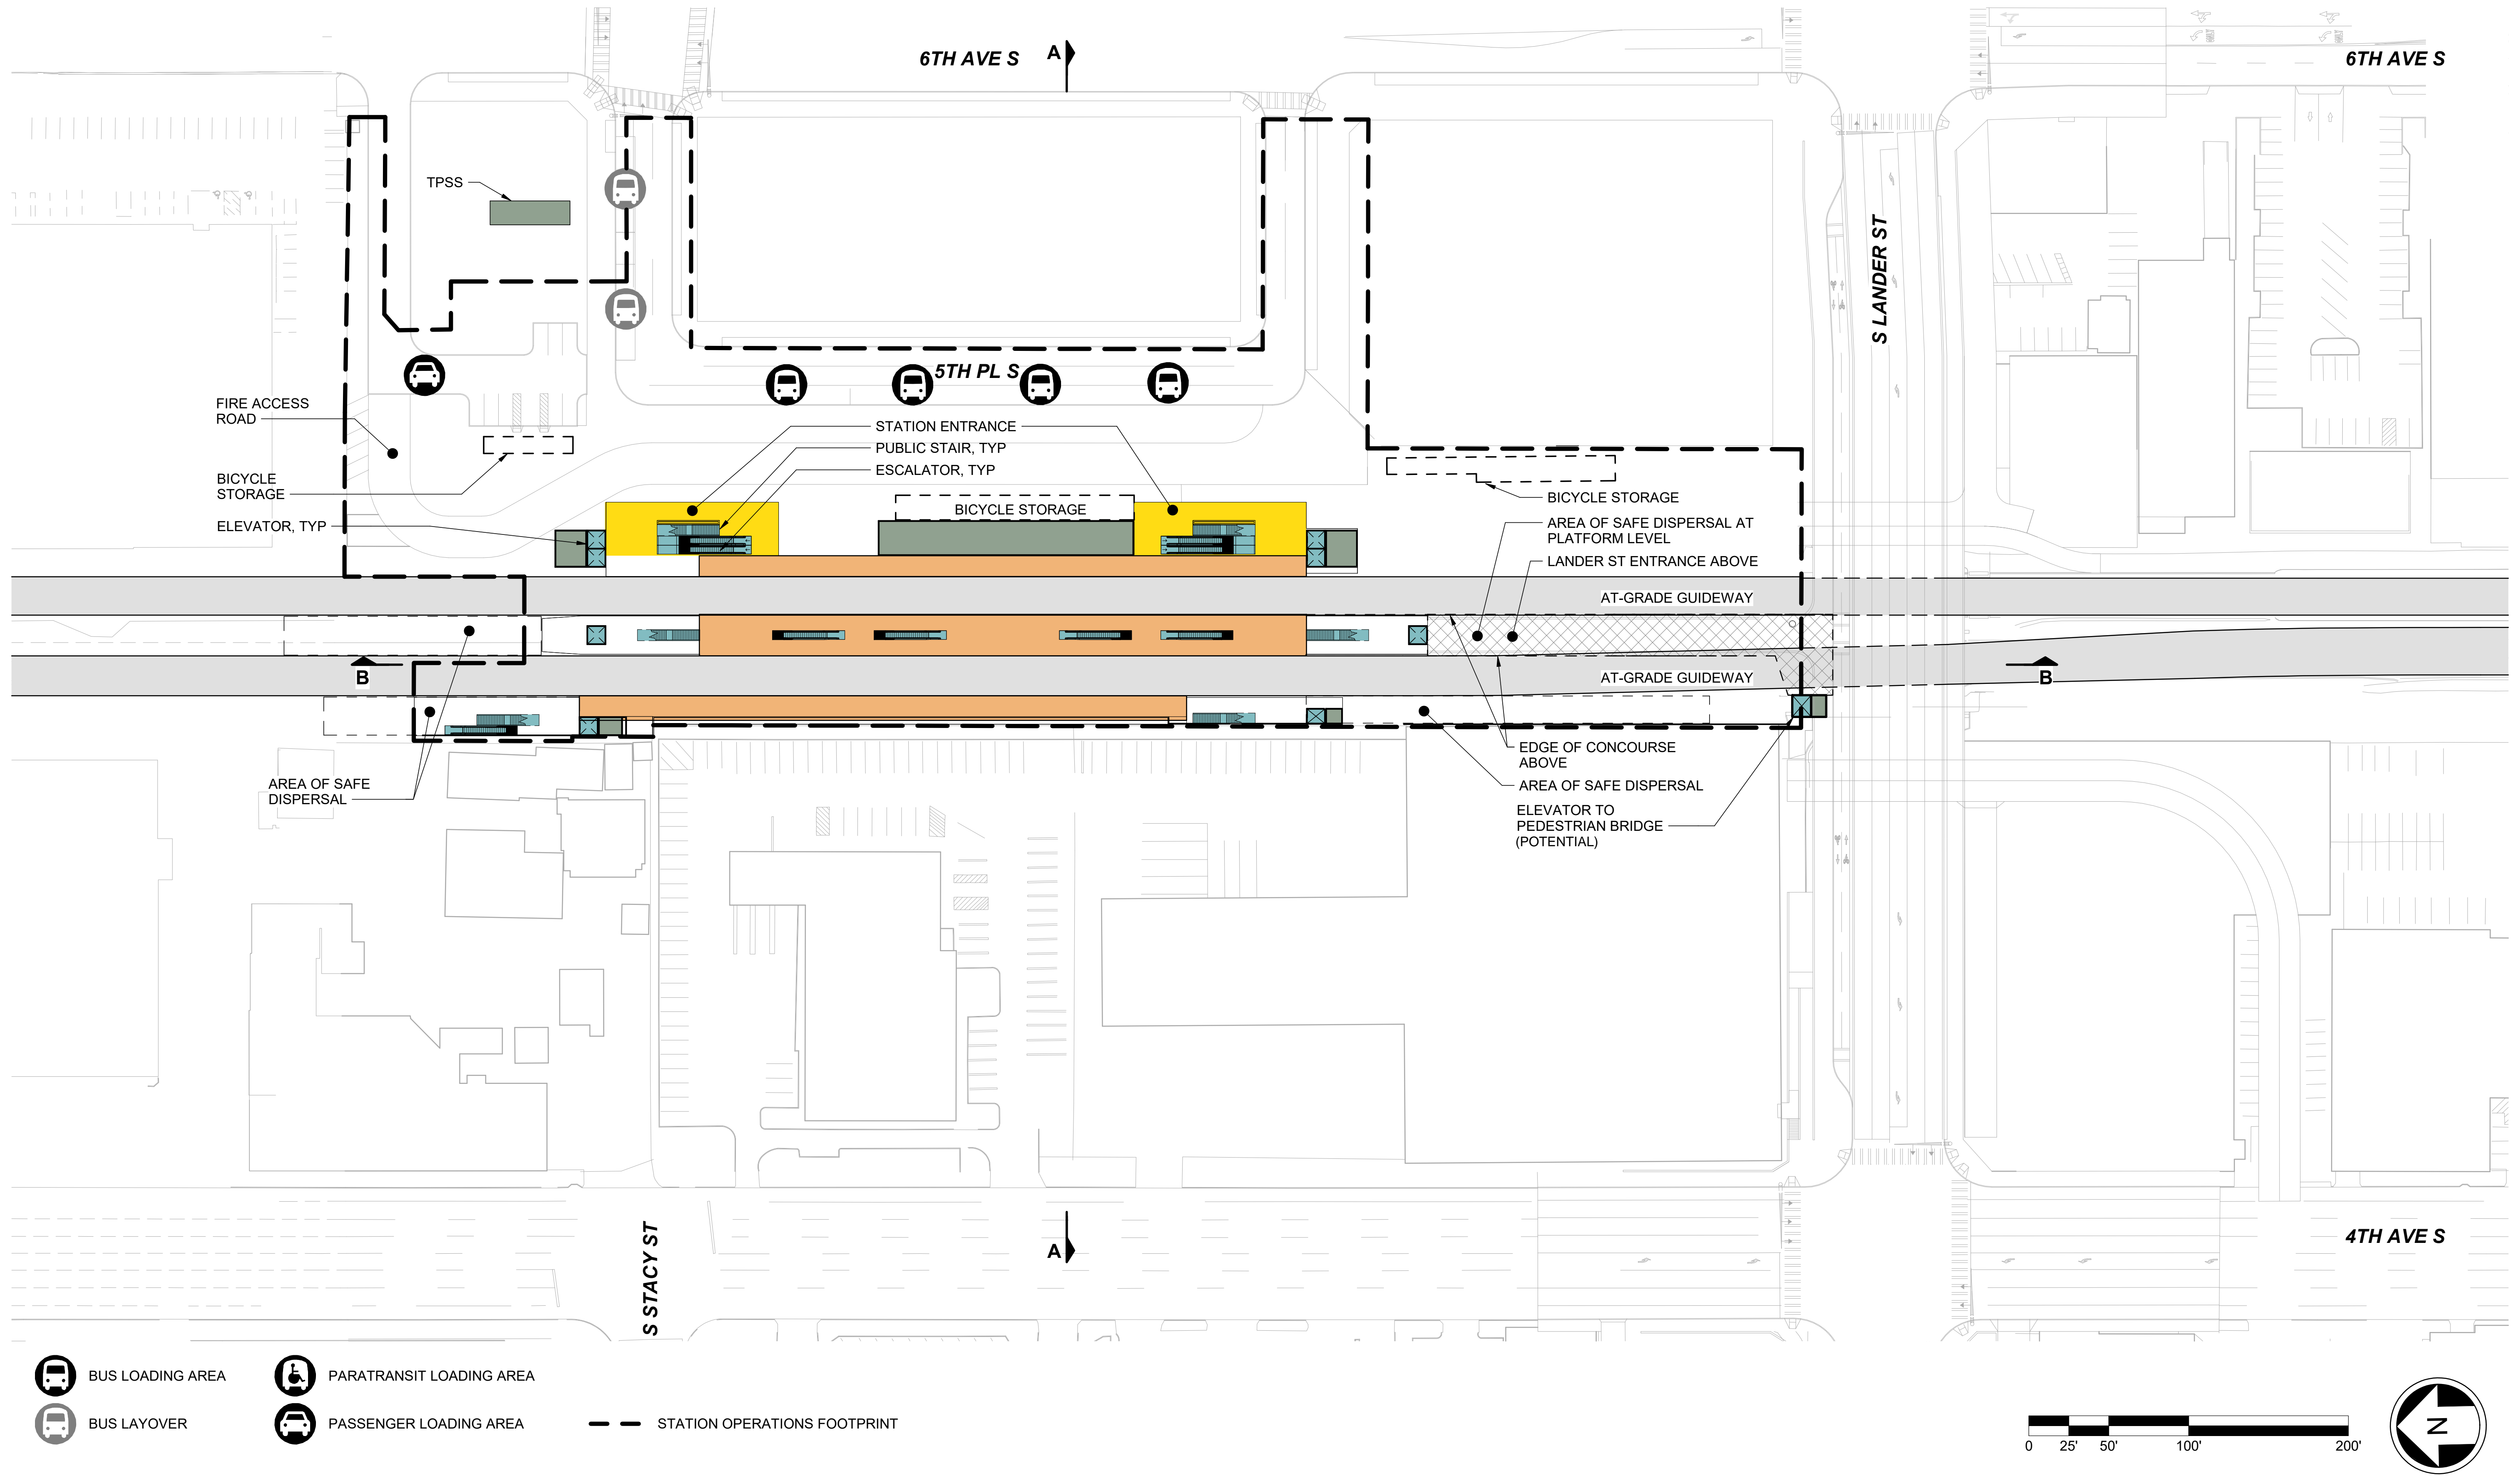 6TH AVE S
A
6TH AVE S
TPSS
S LANDER ST
5TH PL S
FIRE ACCESS
ROAD
STATION ENTRANCE
PUBLIC STAIR, TYP
ESCALATOR, TYP
BICYCLE
STORAGE
BICYCLE STORAGE
BICYCLE STORAGE
ELEVATOR, TYP
AREA OF SAFE DISPERSAL AT
PLATFORM LEVEL
LANDER ST ENTRANCE ABOVE
AT-GRADE GUIDEWAY
B
AT-GRADE GUIDEWAY
B
EDGE OF CONCOURSE
ABOVE
AREA OF SAFE
DISPERSAL
AREA OF SAFE DISPERSAL
ELEVATOR TO
PEDESTRIAN BRIDGE
(POTENTIAL)
S STACY ST
A
4TH AVE S
BUS LOADING AREA
PARATRANSIT LOADING AREA
BUS LAYOVER
PASSENGER LOADING AREA
STATION OPERATIONS FOOTPRINT
0 25' 50' 100' 200'
N